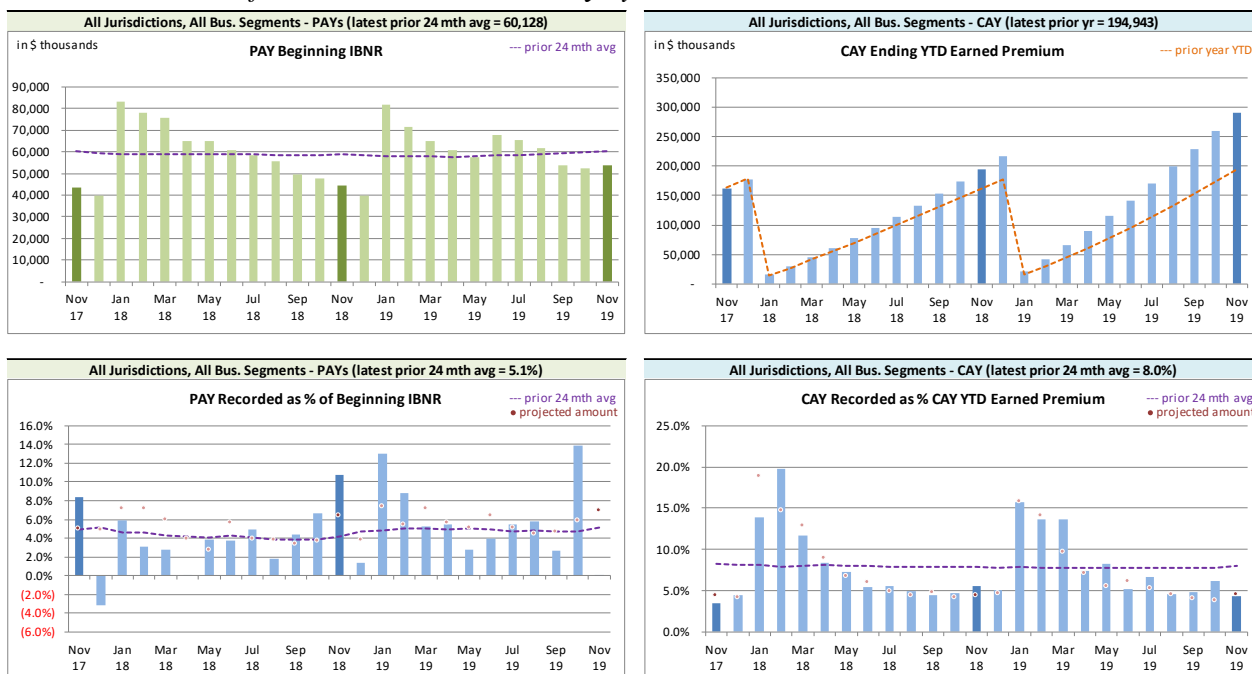 All Jurisdictions, All Bus. Segments - PAYs (latest prior 24 mth avg = 60,128)
in $ thousands
PAY Beginning IBNR
--- prior 24 mth avg
90,000
80,000
70,000
60,000
50,000
40,000
30,000
20,000
10,000
-
Nov Jan Mar May Jul Sep Nov Jan Mar May Jul Sep Nov
17 18 18 18 18 18 18 19 19 19 19 19 19
All Jurisdictions, All Bus. Segments - CAY (latest prior yr = 194,943)
in $ thousands
CAY Ending YTD Earned Premium
--- prior year YTD
350,000
300,000
250,000
200,000
150,000
100,000
50,000
-
Nov Jan Mar May Jul Sep Nov Jan Mar May Jul Sep Nov
17 18 18 18 18 18 18 19 19 19 19 19 19
All Jurisdictions, All Bus. Segments - PAYs (latest prior 24 mth avg = 5.1%)
PAY Recorded as % of Beginning IBNR
--- prior 24 mth avg
• projected amount
16.0%
14.0%
12.0%
10.0%
8.0%
6.0%
4.0%
2.0%
0.0%
(2.0%)
(4.0%)
(6.0%)
Nov Jan Mar May Jul Sep Nov Jan Mar May Jul Sep Nov
17 18 18 18 18 18 18 19 19 19 19 19 19
All Jurisdictions, All Bus. Segments - CAY (latest prior 24 mth avg = 8.0%)
CAY Recorded as % CAY YTD Earned Premium
--- prior 24 mth avg
• projected amount
25.0%
20.0%
15.0%
10.0%
5.0%
0.0%
Nov Jan Mar May Jul Sep Nov Jan Mar May Jul Sep Nov
17 18 18 18 18 18 18 19 19 19 19 19 19